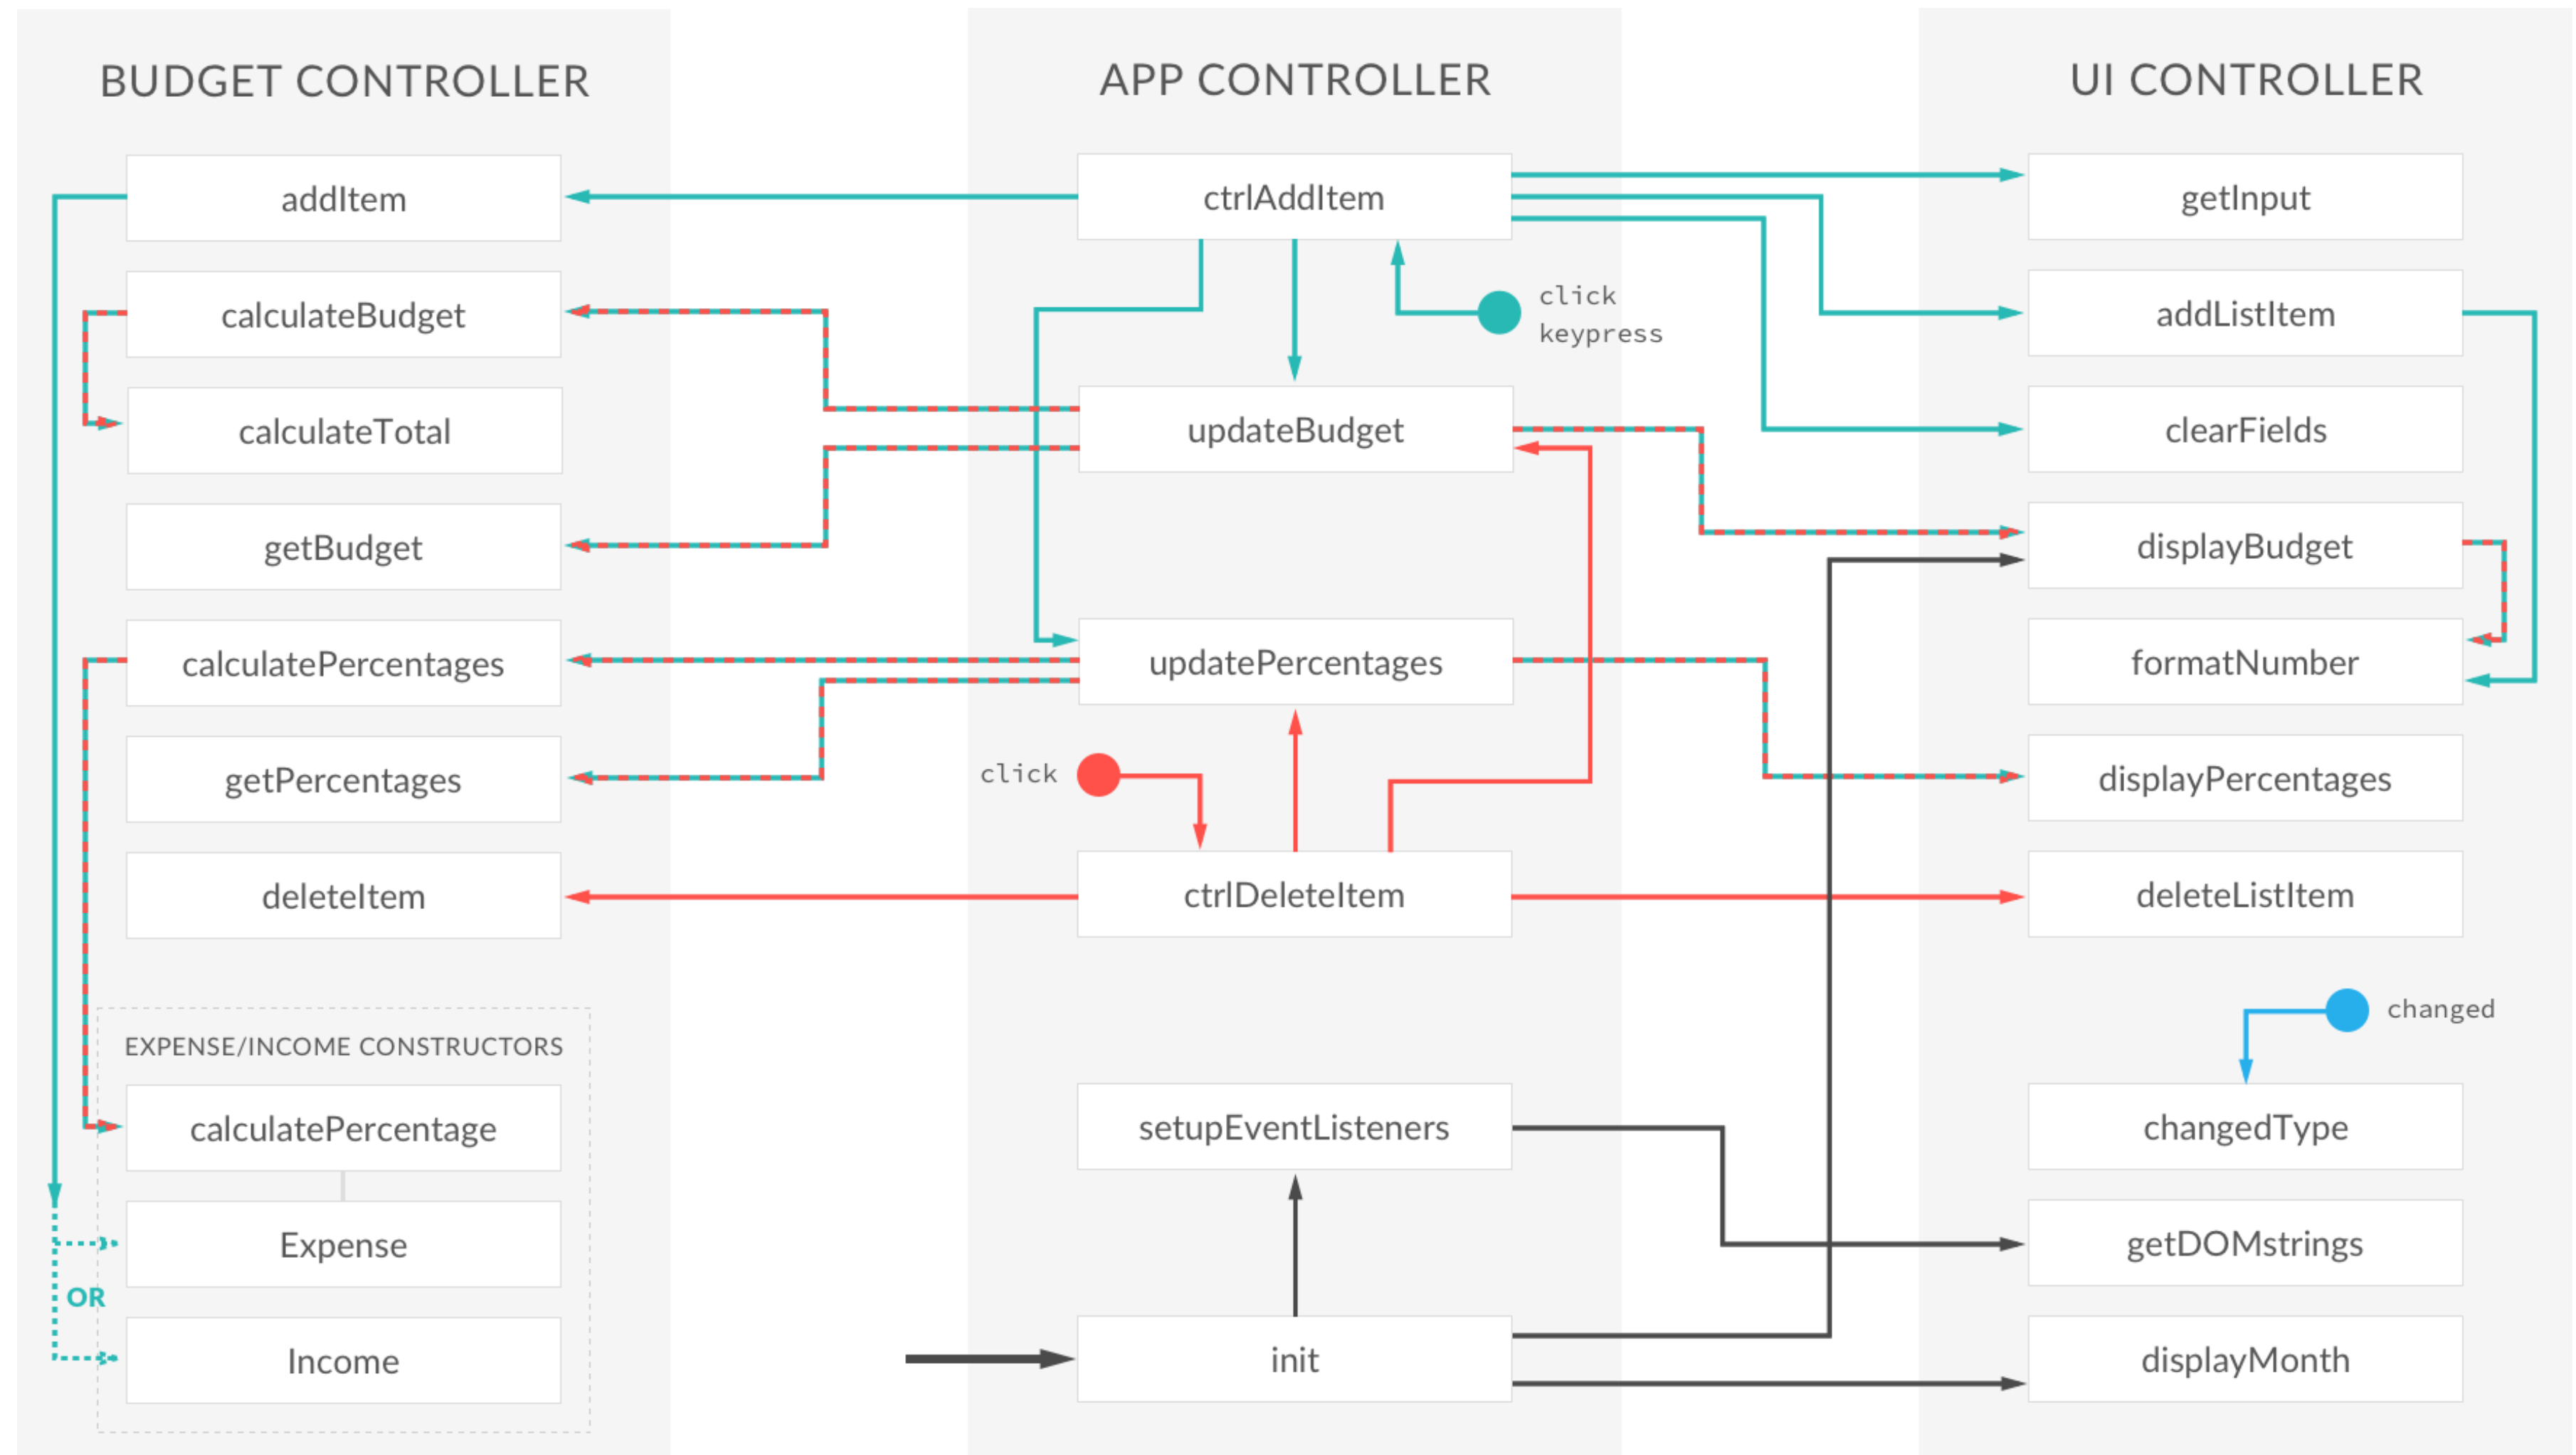 BUDGET CONTROLLER
addItem
calculateBudget
calculateTotal
getBudget
calculatePercentages
getPercentages
deleteItem
EXPENSE/INCOME CONSTRUCTORS
calculatePercentage
Expense
OR
Income
APP CONTROLLER
ctrlAddItem
click
keypress
updateBudget
updatePercentages
click
ctrlDeleteItem
setupEventListeners
init
UI CONTROLLER
getInput
addListItem
clearFields
displayBudget
formatNumber
displayPercentages
deleteListItem
changed
changedType
getDOMstrings
displayMonth